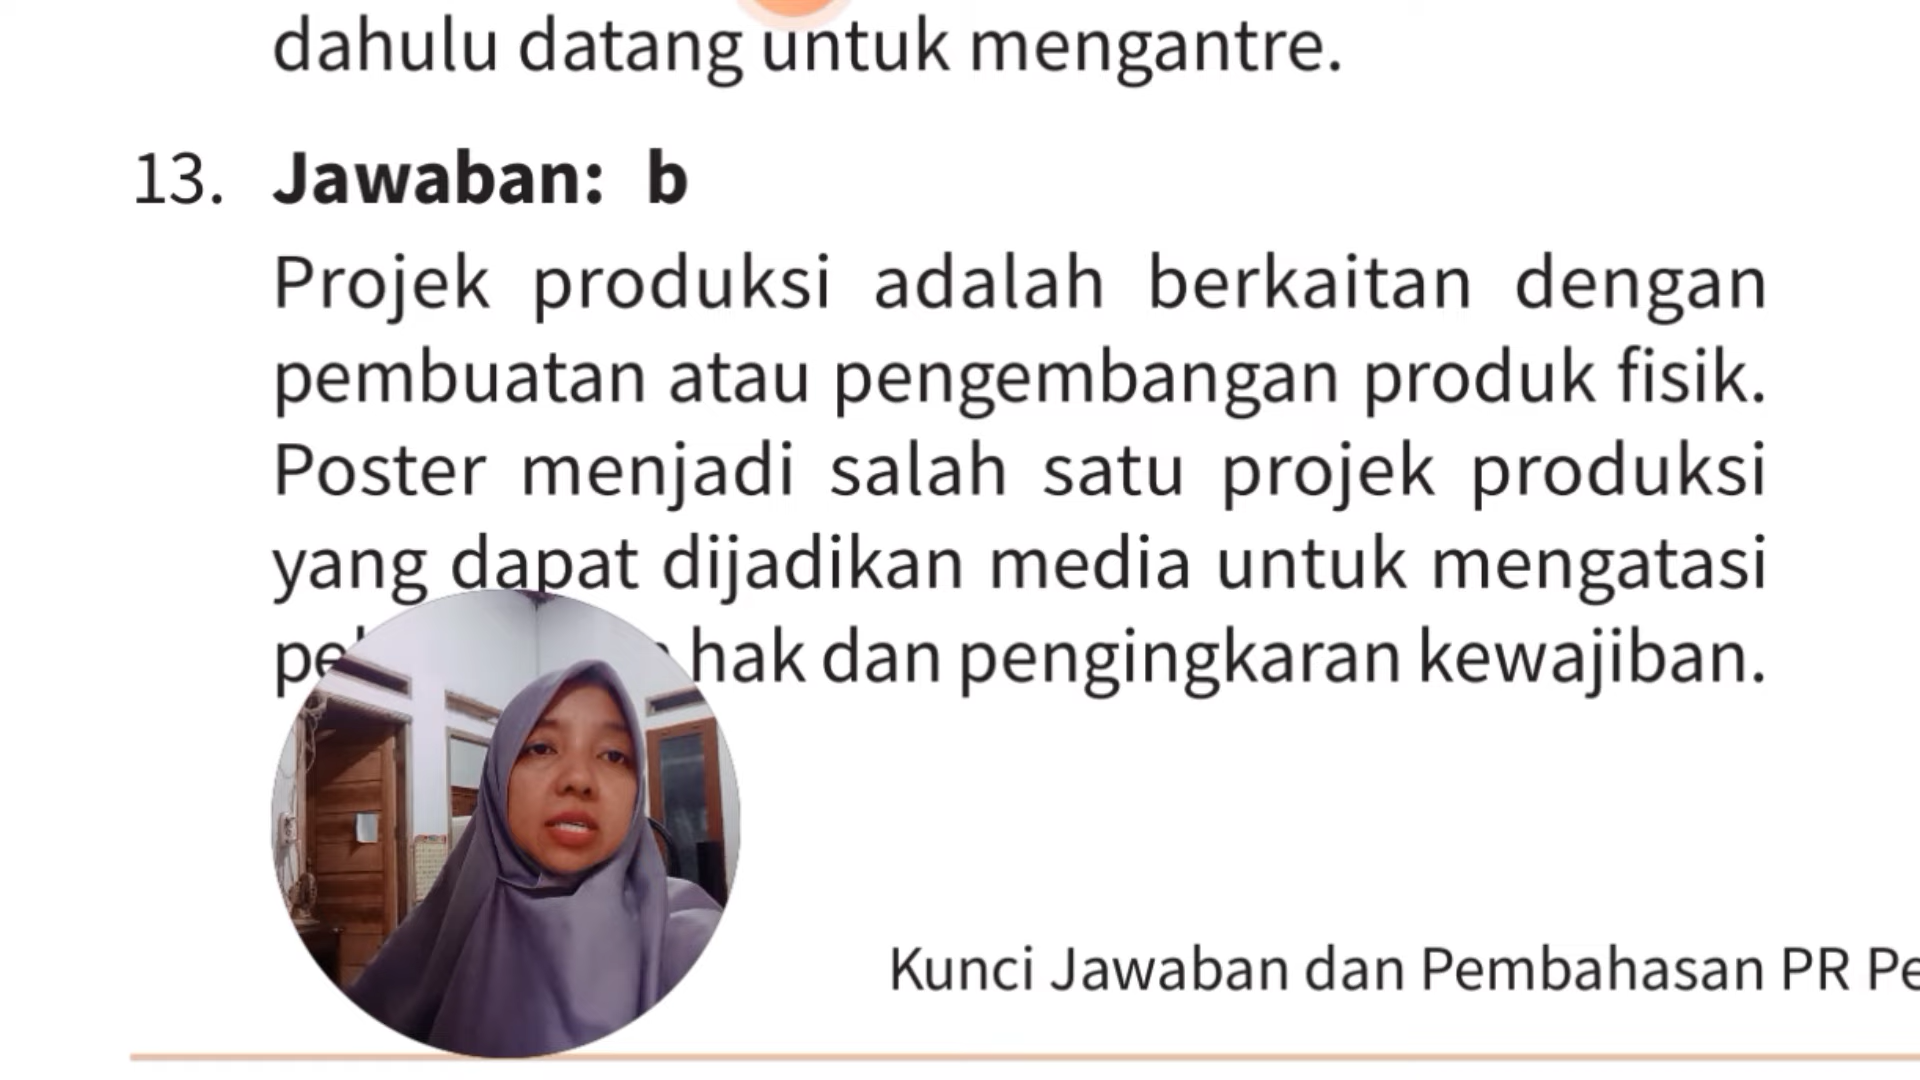 dahulu datang untuk mengantre.
13. Jawaban: b
Projek produksi adalah berkaitan dengan
pembuatan atau pengembangan produk fisik.
Poster menjadi salah satu projek produksi
yang dapat dijadikan media untuk mengatasi
hak dan pengingkaran kewajiban.
Kunci Jawaban dan Pembahasan PR